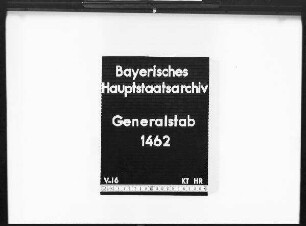 Bayerisches
Hauptstaatsarchiv
Generalstab
1462
V-16 KT HR